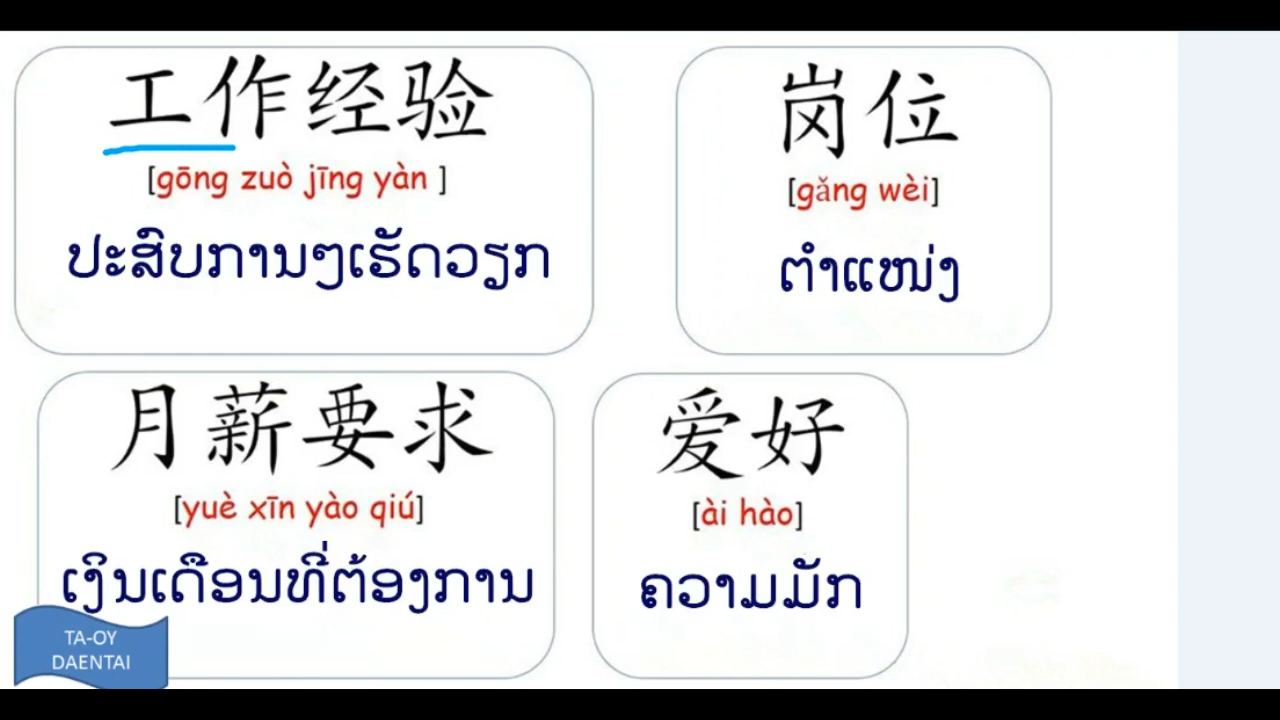 工作经验
[gōng zuò jīng yàn ]
ປະສົບການໆເຮັດວຽກ
岗位
[gǎng wèi]
ຕຳແໜ່ງ
月薪要求
[yuè xīn yào qiú]
ເງິນເດືອນທີ່ຕ້ອງການ
爱好
[ài hào]
ຄວາມມັກ
TA-OY
DAENTAI